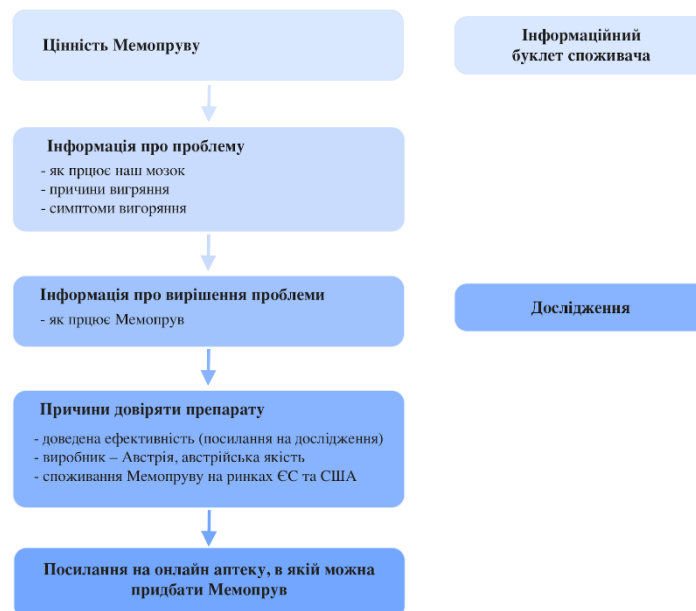 Цінність Мемопруву
Інформаційний
буклет споживача
Інформація про проблему
- як прцює наш мозок
- причини вигряння
- симптоми вигоряння
Інформація про вирішення проблеми
- як прцює Мемопрув
Дослідження
Причини довіряти препарату
- доведена ефективність (посилання на дослідження)
- виробник – Австрія, австрійська якість
- споживання Мемопруву на ринках ЄС та США
Посилання на онлайн аптеку, в якій можна
придбати Мемопрув